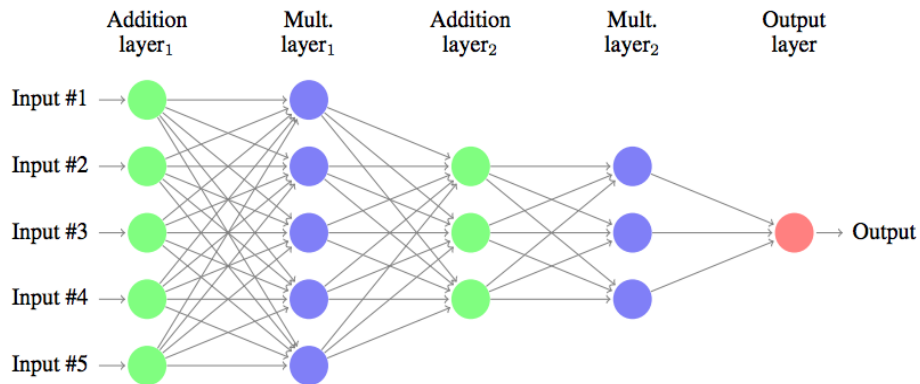 Addition layer₁
Mult. layer₁
Addition layer₂
Mult. layer₂
Output layer
Input #1
Input #2
Input #3
Input #4
Input #5
Output